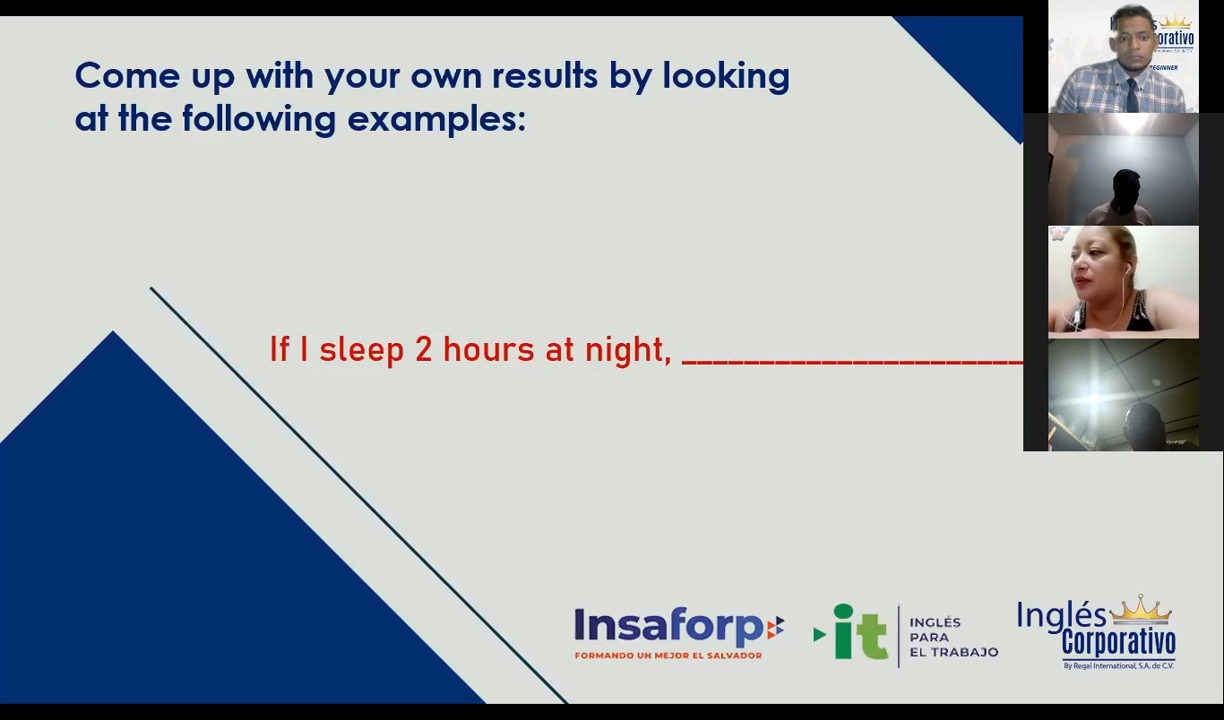 Come up with your own results by looking
at the following examples:
If I sleep 2 hours at night, ______________________
Insaforp
FORMANDO UN MEJOR EL SALVADOR
it
INGLÉS
PARA
EL TRABAJO
Inglés
Corporativo
By Regal International, S.A. de C.V.